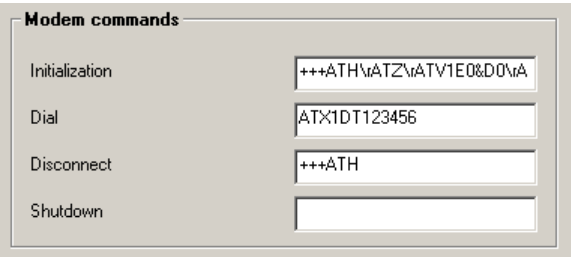 Modem commands
Initialization +++ATH\rATZ\rATV1E0&D0\rA
Dial ATX1DT123456
Disconnect +++ATH
Shutdown